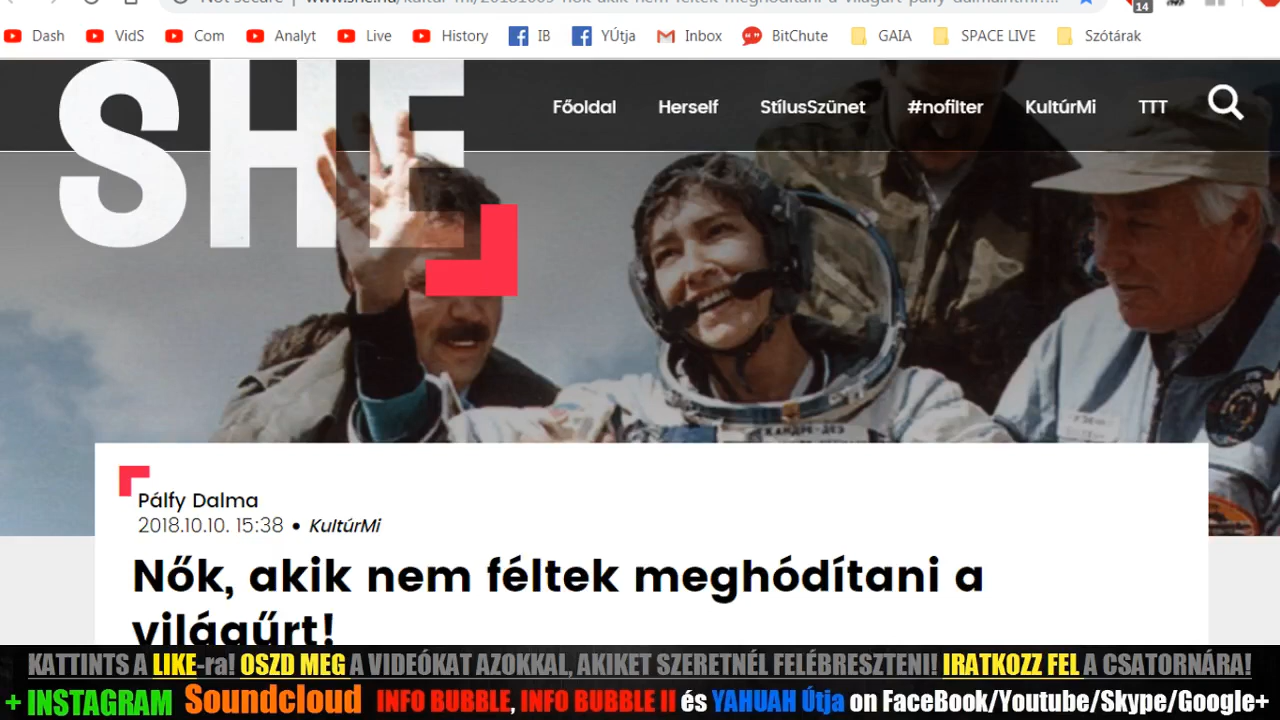 Dash VidS Com Analyt Live History IB YÚtja Inbox BitChute GAIA SPACE LIVE Szótárak
14
SHE
Főoldal Herself StílusSzünet #nofilter KultúrMi TTT
Pálfy Dalma
2018.10.10. 15:38 • KultúrMi
Nők, akik nem féltek meghódítani a
világűrt!
KATTINTS A LIKE-ra! OSZD MEG A VIDEÓKAT AZOKKAL, AKIKET SZERETNÉL FELÉBRESZTENI! IRATKOZZ FEL A CSATORNÁRA!
+ INSTAGRAM Soundcloud INFO BUBBLE, INFO BUBBLE II és YAHUAH Útja on FaceBook/Youtube/Skype/Google+